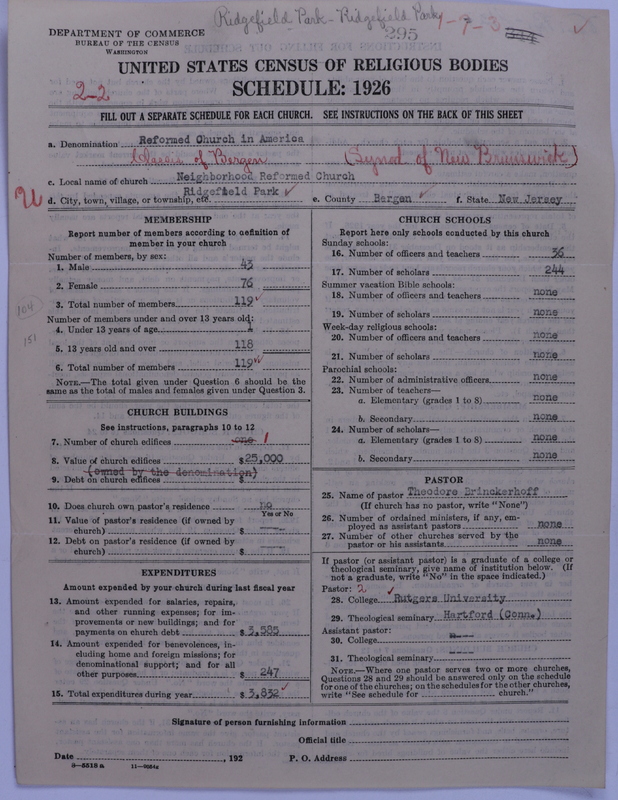 Ridgefield Park - Ridgefield Park 1-9-3
295
DEPARTMENT OF COMMERCE
BUREAU OF THE CENSUS
WASHINGTON
UNITED STATES CENSUS OF RELIGIOUS BODIES
SCHEDULE: 1926
2-2
FILL OUT A SEPARATE SCHEDULE FOR EACH CHURCH. SEE INSTRUCTIONS ON THE BACK OF THIS SHEET
a. Denomination Reformed Church in America
Classis of Bergen (Synod of New Brunswick)
c. Local name of church Neighborhood Reformed Church
U d. City, town, village, or township, etc. Ridgefield Park e. County Bergen f. State New Jersey
MEMBERSHIP
Report number of members according to definition of
member in your church
Number of members, by sex:
1. Male 43
2. Female 76
3. Total number of members 119
104
Number of members under and over 13 years old:
4. Under 13 years of age 1
151
5. 13 years old and over 118
6. Total number of members 119
NOTE.—The total given under Question 6 should be the
same as the total of males and females given under Question 3.
CHURCH BUILDINGS
See instructions, paragraphs 10 to 12
7. Number of church edifices one 1
8. Value of church edifices $25,000
(owned by the denomination)
9. Debt on church edifices $
10. Does church own pastor's residence no
Yes or No
11. Value of pastor's residence (if owned by
church) $
12. Debt on pastor's residence (if owned by
church) $
EXPENDITURES
Amount expended by your church during last fiscal year
13. Amount expended for salaries, repairs,
and other running expenses; for im-
provements or new buildings; and for
payments on church debt $3,585
14. Amount expended for benevolences, in-
cluding home and foreign missions; for
denominational support; and for all
other purposes $ 247
15. Total expenditures during year $3,832
CHURCH SCHOOLS
Report here only schools conducted by this church
Sunday schools:
16. Number of officers and teachers 36
17. Number of scholars 244
Summer vacation Bible schools:
18. Number of officers and teachers none
19. Number of scholars none
Week-day religious schools:
20. Number of officers and teachers none
21. Number of scholars none
Parochial schools:
22. Number of administrative officers none
23. Number of teachers—
a. Elementary (grades 1 to 8) none
b. Secondary none
24. Number of scholars—
a. Elementary (grades 1 to 8) none
b. Secondary none
PASTOR
25. Name of pastor Theodore Brinckerhoff
(If church has no pastor, write "None")
26. Number of ordained ministers, if any, em-
ployed as assistant pastors none
27. Number of other churches served by the
pastor or his assistants none
If pastor (or assistant pastor) is a graduate of a college or
theological seminary, give name of institution below. (If
not a graduate, write "No" in the space indicated.)
Pastor: 2
28. College Rutgers University
29. Theological seminary Hartford (Conn.)
Assistant pastor:
30. College
31. Theological seminary
NOTE.—Where one pastor serves two or more churches,
Questions 28 and 29 should be answered only on the schedule
for one of the churches; on the schedules for the other churches,
write "See schedule for church."
Signature of person furnishing information
Official title
Date , 192 P. O. Address
9-5518 a 11-9554